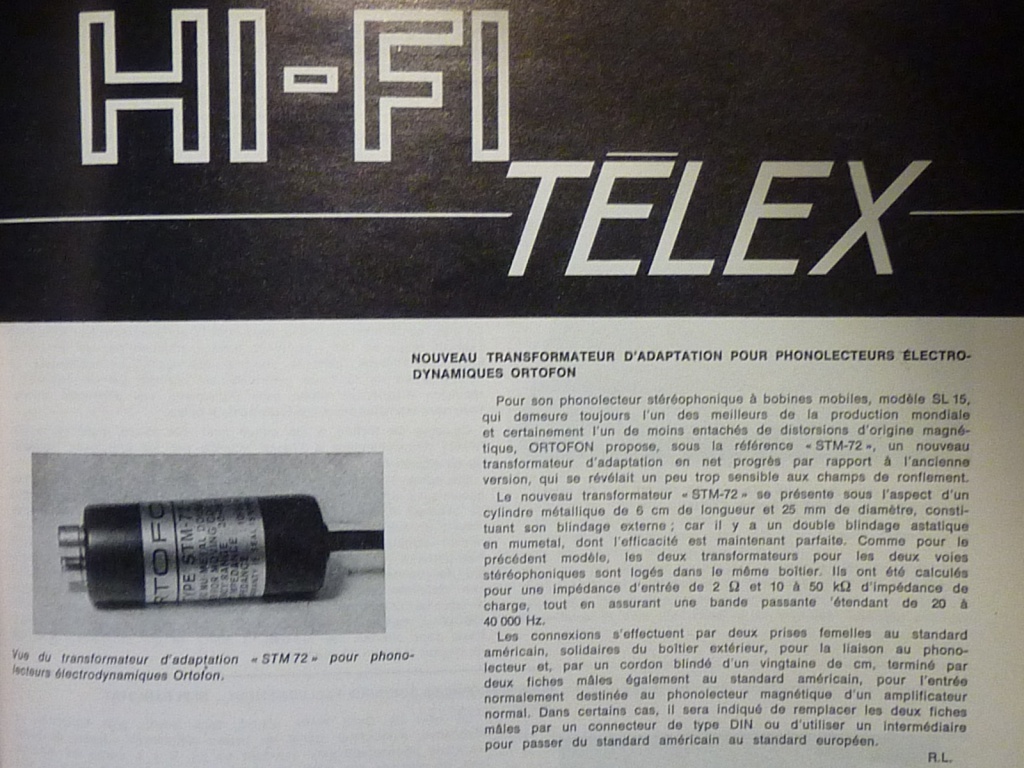 HI-FI
TĒLEX
NOUVEAU TRANSFORMATEUR D'ADAPTATION POUR PHONOLECTEURS ÉLECTRO-
DYNAMIQUES ORTOFON
Pour son phonolecteur stéréophonique à bobines mobiles, modèle SL 15,
qui demeure toujours l'un des meilleurs de la production mondiale
et certainement l'un de moins entachés de distorsions d'origine magné-
tique, ORTOFON propose, sous la référence « STM-72 », un nouveau
transformateur d'adaptation en net progrès par rapport à l'ancienne
version, qui se révélait un peu trop sensible aux champs de ronflement.
Le nouveau transformateur « STM-72 » se présente sous l'aspect d'un
cylindre métallique de 6 cm de longueur et 25 mm de diamètre, consti-
tuant son blindage externe ; car il y a un double blindage astatique
en mumetal, dont l'efficacité est maintenant parfaite. Comme pour le
précédent modèle, les deux transformateurs pour les deux voies
stéréophoniques sont logés dans le même boîtier. Ils ont été calculés
pour une impédance d'entrée de 2 Ω et 10 à 50 kΩ d'impédance de
charge, tout en assurant une bande passante 'étendant de 20 à
40 000 Hz.
Les connexions s'effectuent par deux prises femelles au standard
américain, solidaires du boîtier extérieur, pour la liaison au phono-
lecteur et, par un cordon blindé d'un vingtaine de cm, terminé par
deux fiches mâles également au standard américain, pour l'entrée
normalement destinée au phonolecteur magnétique d'un amplificateur
normal. Dans certains cas, il sera indiqué de remplacer les deux fiches
mâles par un connecteur de type DIN ou d'utiliser un intermédiaire
pour passer du standard américain au standard européen.
R.L.
RTOFO
TYPE STM-72
Vue du transformateur d'adaptation « STM 72 » pour phono-
lecteurs électrodynamiques Ortofon.